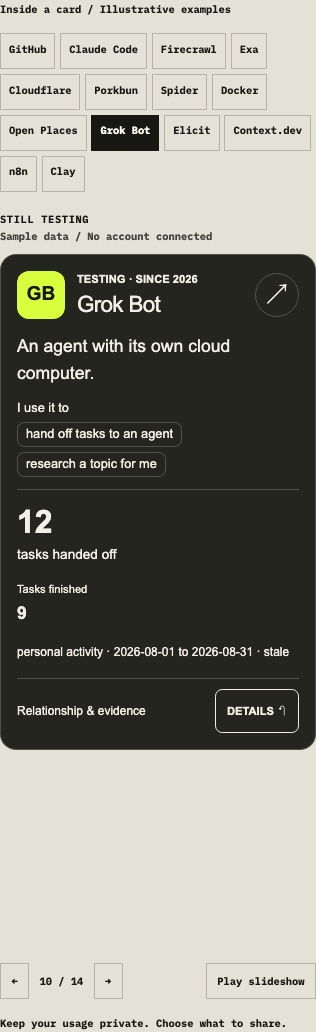 Inside a card / Illustrative examples
GitHub Claude Code Firecrawl Exa
Cloudflare Porkbun Spider Docker
Open Places Grok Bot Elicit Context.dev
n8n Clay
STILL TESTING
Sample data / No account connected
GB
TESTING · SINCE 2026
Grok Bot
An agent with its own cloud
computer.
I use it to
hand off tasks to an agent
research a topic for me
12
tasks handed off
Tasks finished
9
personal activity · 2026-08-01 to 2026-08-31 · stale
Relationship & evidence
DETAILS
← 10 / 14 → Play slideshow
Keep your usage private. Choose what to share.